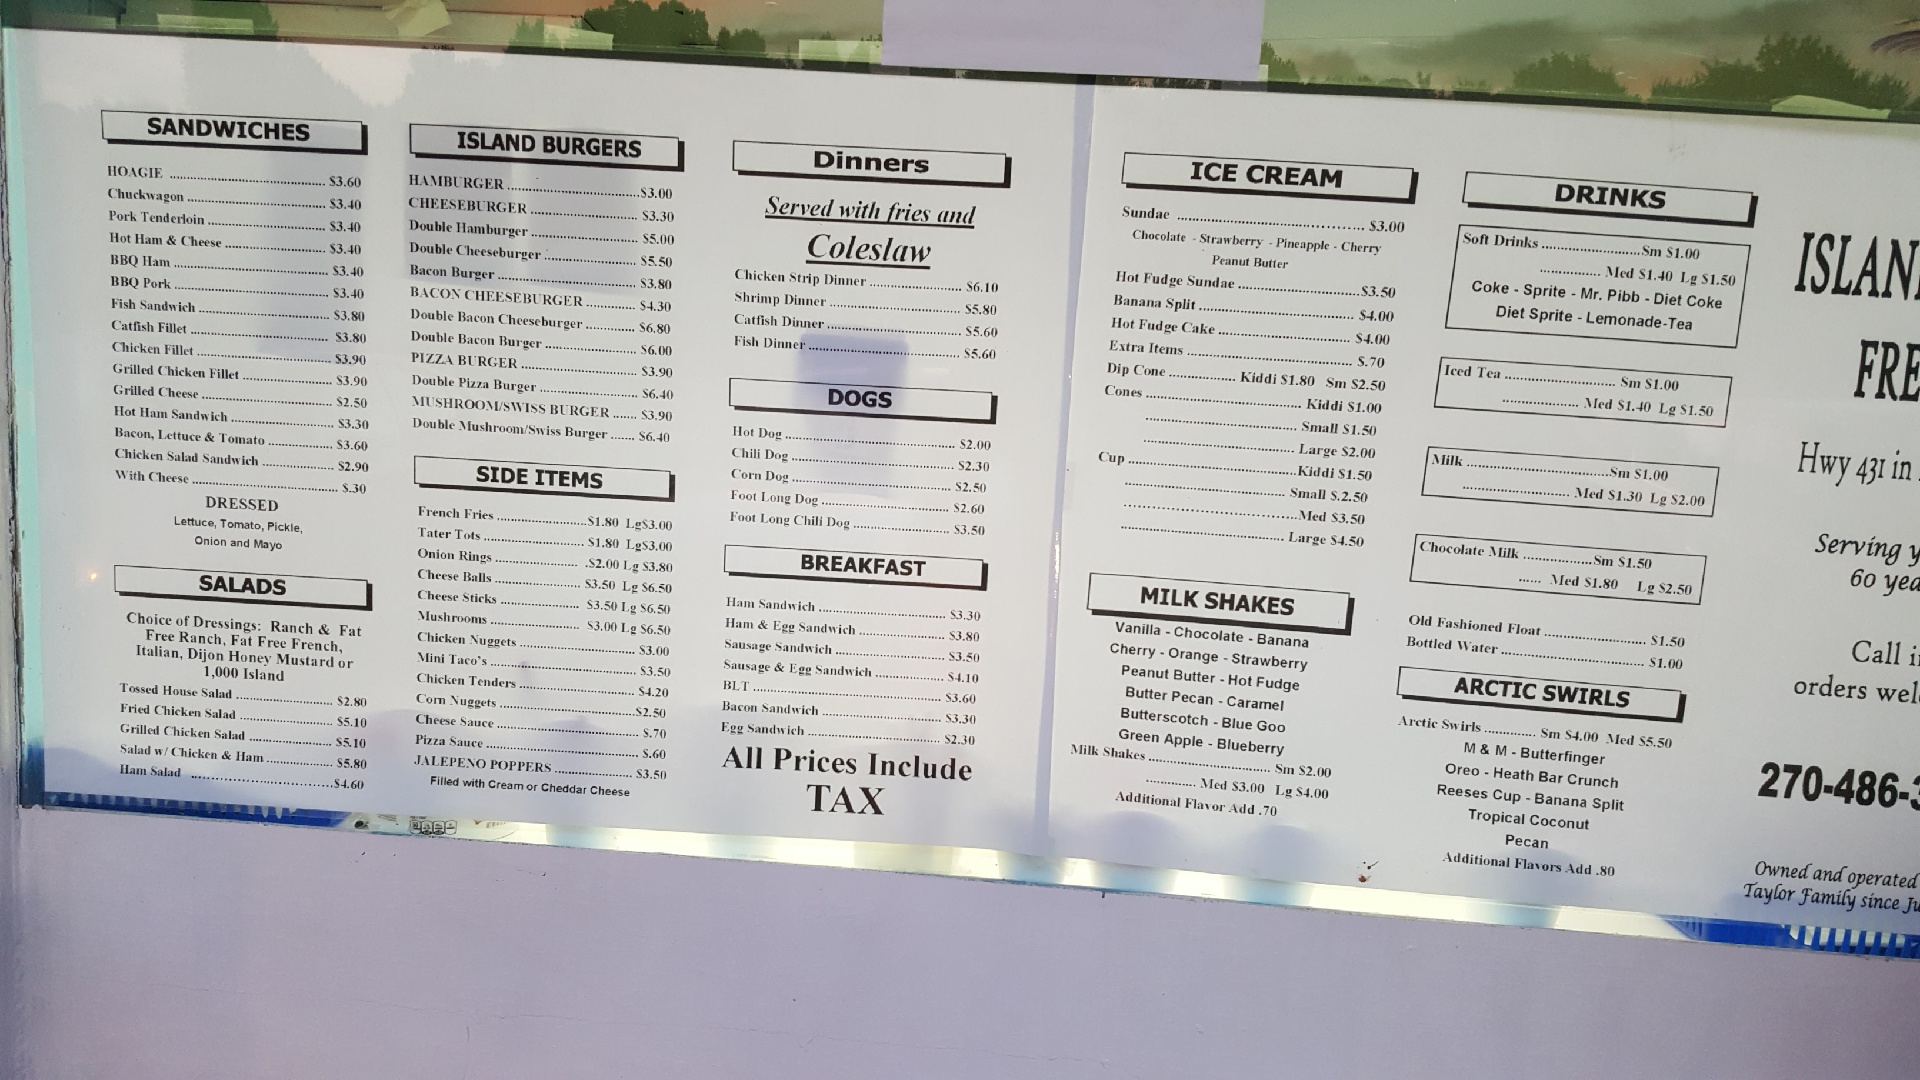 SANDWICHES
HOAGIE ........ $3.60
Chuckwagon ........ $3.40
Pork Tenderloin ........ $3.40
Hot Ham & Cheese ........ $3.40
BBQ Ham ........ $3.40
BBQ Pork ........ $3.40
Fish Sandwich ........ $3.80
Catfish Fillet ........ $3.80
Chicken Fillet ........ $3.90
Grilled Chicken Fillet ........ $3.90
Grilled Cheese ........ $2.50
Hot Ham Sandwich ........ $3.30
Bacon, Lettuce & Tomato ........ $3.60
Chicken Salad Sandwich ........ $2.90
With Cheese ........ $.30
DRESSED
Lettuce, Tomato, Pickle,
Onion and Mayo
SALADS
Choice of Dressings: Ranch & Fat
Free Ranch, Fat Free French,
Italian, Dijon Honey Mustard or
1,000 Island
Tossed House Salad ........ $2.80
Fried Chicken Salad ........ $5.10
Grilled Chicken Salad ........ $5.10
Salad w/ Chicken & Ham ........ $5.80
Ham Salad ........ $4.60
ISLAND BURGERS
HAMBURGER ........ $3.00
CHEESEBURGER ........ $3.30
Double Hamburger ........ $5.00
Double Cheeseburger ........ $5.50
Bacon Burger ........ $3.80
BACON CHEESEBURGER ........ $4.30
Double Bacon Cheeseburger ........ $6.80
Double Bacon Burger ........ $6.00
PIZZA BURGER ........ $3.90
Double Pizza Burger ........ $6.40
MUSHROOM/SWISS BURGER ...... $3.90
Double Mushroom/Swiss Burger ...... $6.40
SIDE ITEMS
French Fries ........ $1.80 Lg$3.00
Tater Tots ........ $1.80 Lg$3.00
Onion Rings ........ .$2.00 Lg $3.80
Cheese Balls ........ $3.50 Lg $6.50
Cheese Sticks ........ $3.50 Lg $6.50
Mushrooms ........ $3.00 Lg $6.50
Chicken Nuggets ........ $3.00
Mini Taco's ........ $3.50
Chicken Tenders ........ $4.20
Corn Nuggets ........ $2.50
Cheese Sauce ........ $.70
Pizza Sauce ........ $.60
JALEPENO POPPERS ........ $3.50
Filled with Cream or Cheddar Cheese
Dinners
Served with fries and
Coleslaw
Chicken Strip Dinner ........ $6.10
Shrimp Dinner ........ $5.80
Catfish Dinner ........ $5.60
Fish Dinner ........ $5.60
DOGS
Hot Dog ........ $2.00
Chili Dog ........ $2.30
Corn Dog ........ $2.50
Foot Long Dog ........ $2.60
Foot Long Chili Dog ........ $3.50
BREAKFAST
Ham Sandwich ........ $3.30
Ham & Egg Sandwich ........ $3.80
Sausage Sandwich ........ $3.50
Sausage & Egg Sandwich ........ $4.10
BLT ........ $3.60
Bacon Sandwich ........ $3.30
Egg Sandwich ........ $2.30
All Prices Include
TAX
ICE CREAM
Sundae ........ $3.00
Chocolate - Strawberry - Pineapple - Cherry
Peanut Butter
Hot Fudge Sundae ........ $3.50
Banana Split ........ $4.00
Hot Fudge Cake ........ $4.00
Extra Items ........ $.70
Dip Cone ........ Kiddi $1.80 Sm $2.50
Cones ........ Kiddi $1.00
........ Small $1.50
........ Large $2.00
Cup ........ Kiddi $1.50
........ Small $.2.50
........ Med $3.50
........ Large $4.50
MILK SHAKES
Vanilla - Chocolate - Banana
Cherry - Orange - Strawberry
Peanut Butter - Hot Fudge
Butter Pecan - Caramel
Butterscotch - Blue Goo
Green Apple - Blueberry
Milk Shakes ........ Sm $2.00
........ Med $3.00 Lg $4.00
Additional Flavor Add .70
DRINKS
Soft Drinks ........ Sm $1.00
........ Med $1.40 Lg $1.50
Coke - Sprite - Mr. Pibb - Diet Coke
Diet Sprite - Lemonade-Tea
Iced Tea ........ Sm $1.00
........ Med $1.40 Lg $1.50
Milk ........ Sm $1.00
........ Med $1.30 Lg $2.00
Chocolate Milk ........ Sm $1.50
...... Med $1.80 Lg $2.50
Old Fashioned Float ........ $1.50
Bottled Water ........ $1.00
ARCTIC SWIRLS
Arctic Swirls ........ Sm $4.00 Med $5.50
M & M - Butterfinger
Oreo - Heath Bar Crunch
Reeses Cup - Banana Split
Tropical Coconut
Pecan
Additional Flavors Add .80
ISLAN
FRE
Hwy 431 in
Serving y
60 yea
Call i
orders wel
270-486-3
Owned and operated
Taylor Family since Ju